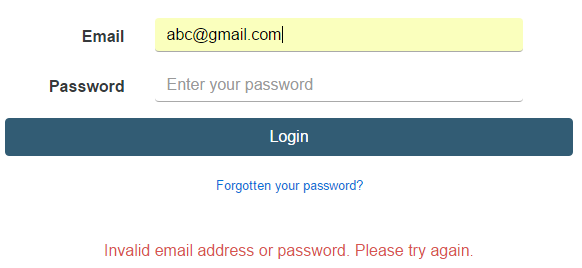 Email abc@gmail.com
Password Enter your password
Login
Forgotten your password?
Invalid email address or password. Please try again.